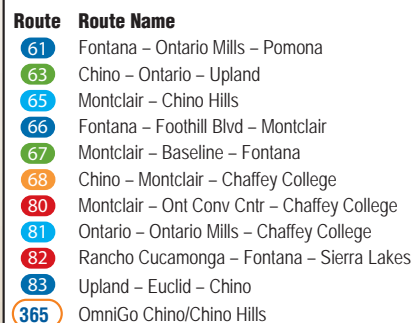 Route Route Name
61 Fontana – Ontario Mills – Pomona
63 Chino – Ontario – Upland
65 Montclair – Chino Hills
66 Fontana – Foothill Blvd – Montclair
67 Montclair – Baseline – Fontana
68 Chino – Montclair – Chaffey College
80 Montclair – Ont Conv Cntr – Chaffey College
81 Ontario – Ontario Mills – Chaffey College
82 Rancho Cucamonga – Fontana – Sierra Lakes
83 Upland – Euclid – Chino
365 OmniGo Chino/Chino Hills